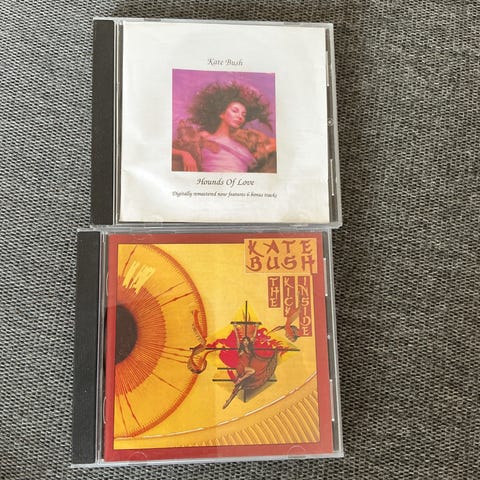 Kate Bush
Hounds Of Love
Digitally remastered now features 6 bonus tracks
KATE
BUSH
THE
KICK
INSIDE